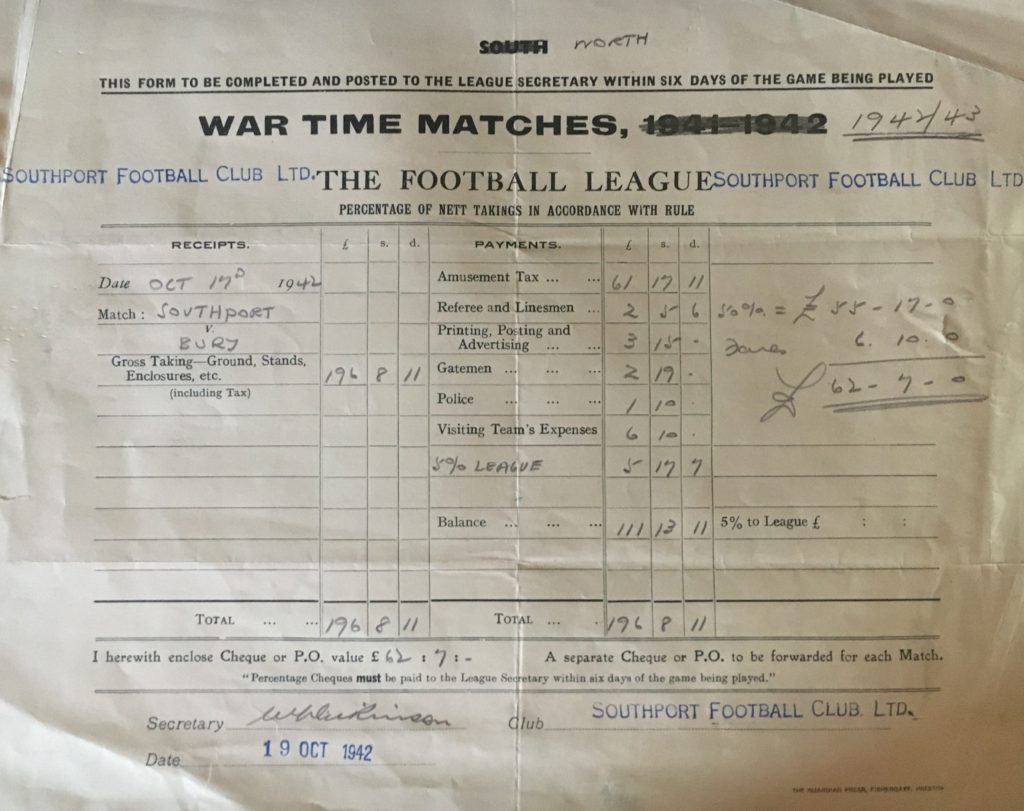 SOUTH NORTH
THIS FORM TO BE COMPLETED AND POSTED TO THE LEAGUE SECRETARY WITHIN SIX DAYS OF THE GAME BEING PLAYED
WAR TIME MATCHES, 1941-1942 1942/43
SOUTHPORT FOOTBALL CLUB LTD. THE FOOTBALL LEAGUE SOUTHPORT FOOTBALL CLUB LTD
PERCENTAGE OF NETT TAKINGS IN ACCORDANCE WITH RULE
RECEIPTS. £ s. d. PAYMENTS. £ s. d.
Date OCT 17D 1942 Amusement Tax ... ... 61 17 11
Match : SOUTHPORT Referee and Linesmen ... 2 5 6 50% = £ 55-17-0
v. Printing, Posting and
BURY Advertising ... ... 3 15 - Fares 6. 10. 0
Gross Taking—Ground, Stands,
Enclosures, etc. 196 8 11 Gatemen ... ... ... 2 19 - £ 62-7-0
(including Tax)
Police ... ... ... 1 10 .
Visiting Team's Expenses 6 10 .
5% LEAGUE 5 17 7
Balance ... ... ... 111 13 11 5% to League £ : :
TOTAL ... ... 196 8 11 TOTAL ... . 196 8 11
I herewith enclose Cheque or P.O. value £ 62 : 7 : - A separate Cheque or P.O. to be forwarded for each Match.
"Percentage Cheques must be paid to the League Secretary within six days of the game being played."
Secretary Club SOUTHPORT FOOTBALL CLUB. LTD.
Date 19 OCT 1942
THE GUARDIAN PRESS, FISHERGATE, PRESTON